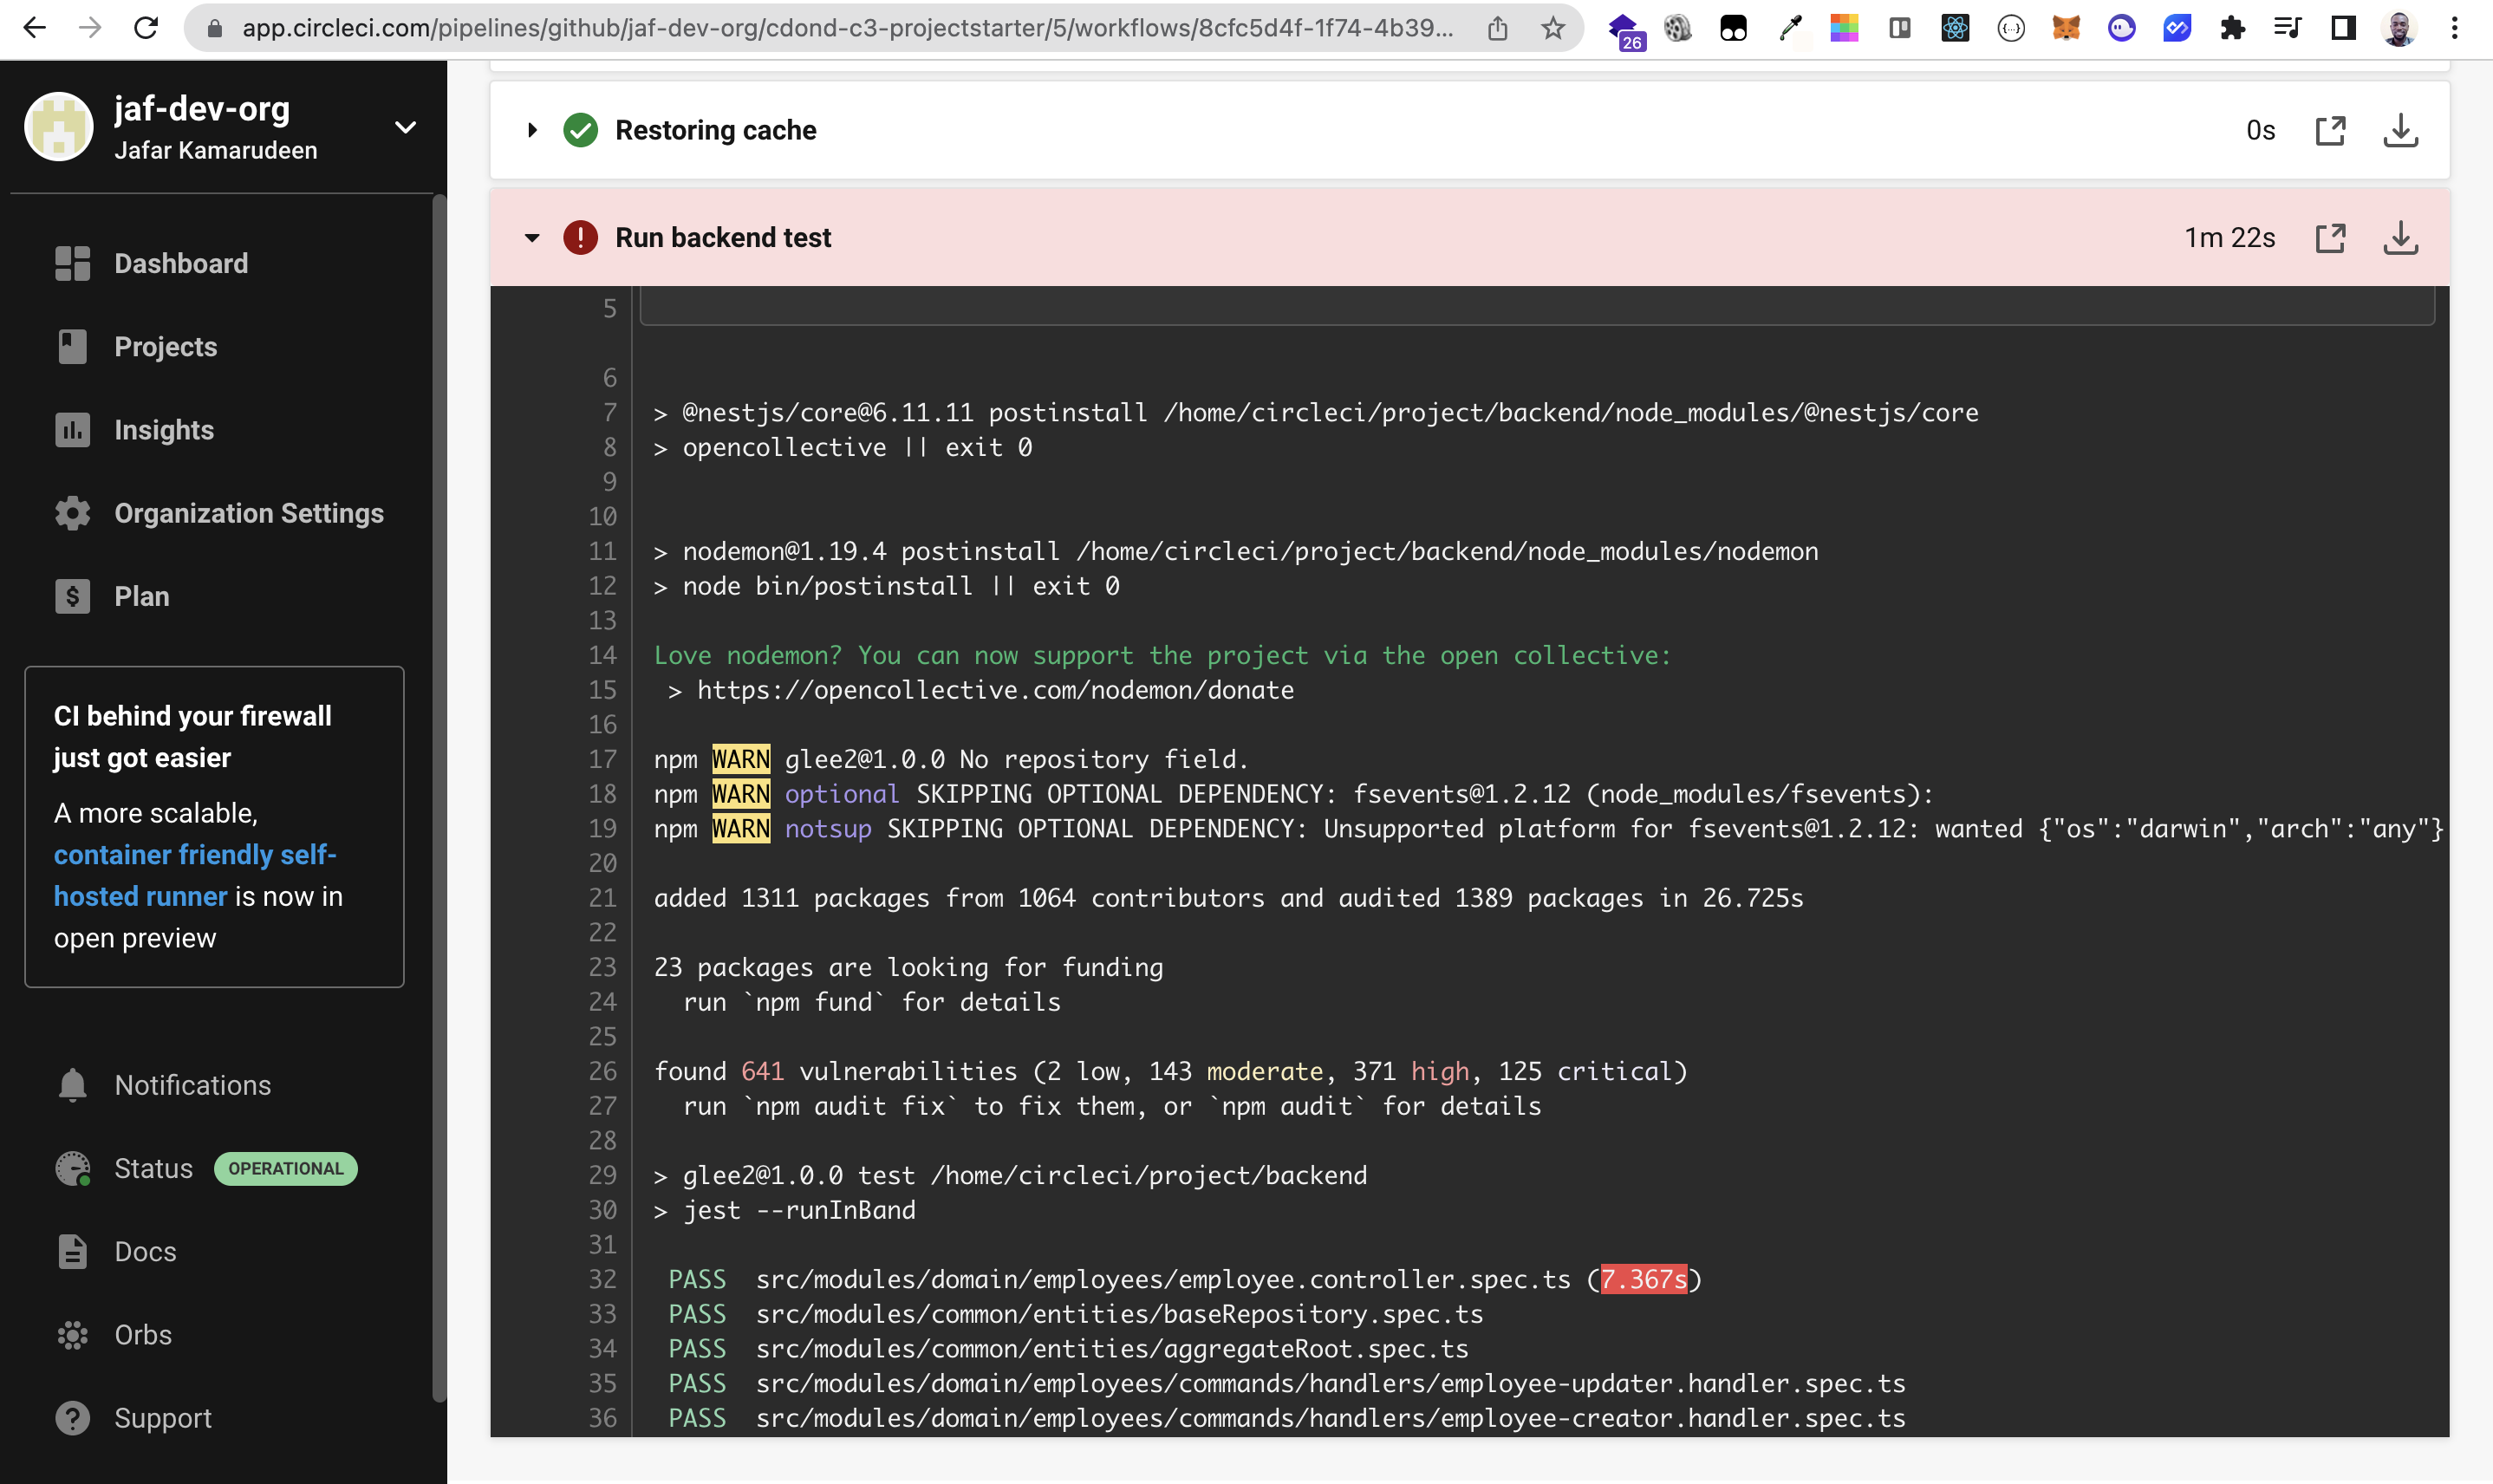 app.circleci.com/pipelines/github/jaf-dev-org/cdond-c3-projectstarter/5/workflows/8cfc5d4f-1f74-4b39...
26
jaf-dev-org
Jafar Kamarudeen
Dashboard
Projects
Insights
Organization Settings
Plan
CI behind your firewall
just got easier
A more scalable,
container friendly self-
hosted runner is now in
open preview
Notifications
Status OPERATIONAL
Docs
Orbs
Support
Restoring cache 0s
Run backend test 1m 22s
5
6
7 > @nestjs/core@6.11.11 postinstall /home/circleci/project/backend/node_modules/@nestjs/core
8 > opencollective || exit 0
9
10
11 > nodemon@1.19.4 postinstall /home/circleci/project/backend/node_modules/nodemon
12 > node bin/postinstall || exit 0
13
14 Love nodemon? You can now support the project via the open collective:
15 > https://opencollective.com/nodemon/donate
16
17 npm WARN glee2@1.0.0 No repository field.
18 npm WARN optional SKIPPING OPTIONAL DEPENDENCY: fsevents@1.2.12 (node_modules/fsevents):
19 npm WARN notsup SKIPPING OPTIONAL DEPENDENCY: Unsupported platform for fsevents@1.2.12: wanted {"os":"darwin","arch":"any"}
20
21 added 1311 packages from 1064 contributors and audited 1389 packages in 26.725s
22
23 23 packages are looking for funding
24 run `npm fund` for details
25
26 found 641 vulnerabilities (2 low, 143 moderate, 371 high, 125 critical)
27 run `npm audit fix` to fix them, or `npm audit` for details
28
29 > glee2@1.0.0 test /home/circleci/project/backend
30 > jest --runInBand
31
32 PASS src/modules/domain/employees/employee.controller.spec.ts (7.367s)
33 PASS src/modules/common/entities/baseRepository.spec.ts
34 PASS src/modules/common/entities/aggregateRoot.spec.ts
35 PASS src/modules/domain/employees/commands/handlers/employee-updater.handler.spec.ts
36 PASS src/modules/domain/employees/commands/handlers/employee-creator.handler.spec.ts